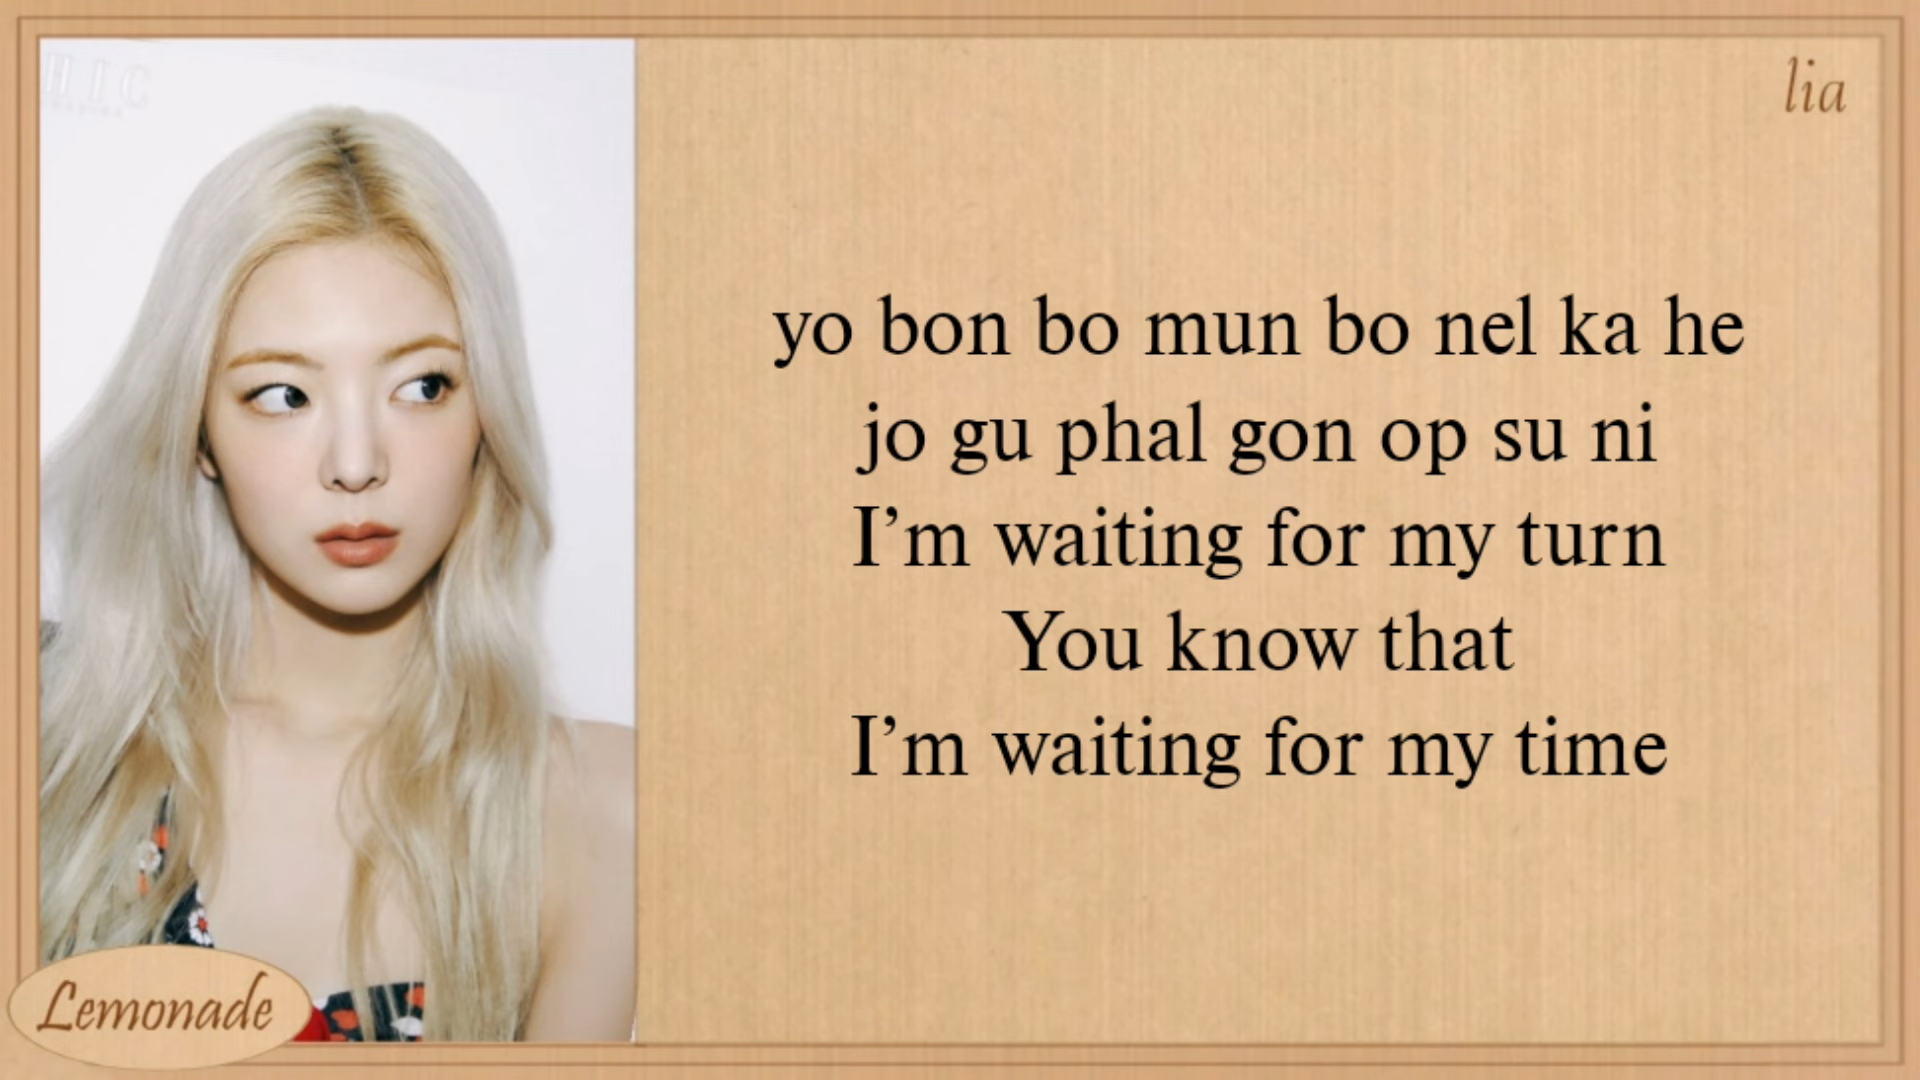 HIC
lia
yo bon bo mun bo nel ka he
jo gu phal gon op su ni
I’m waiting for my turn
You know that
I’m waiting for my time
Lemonade